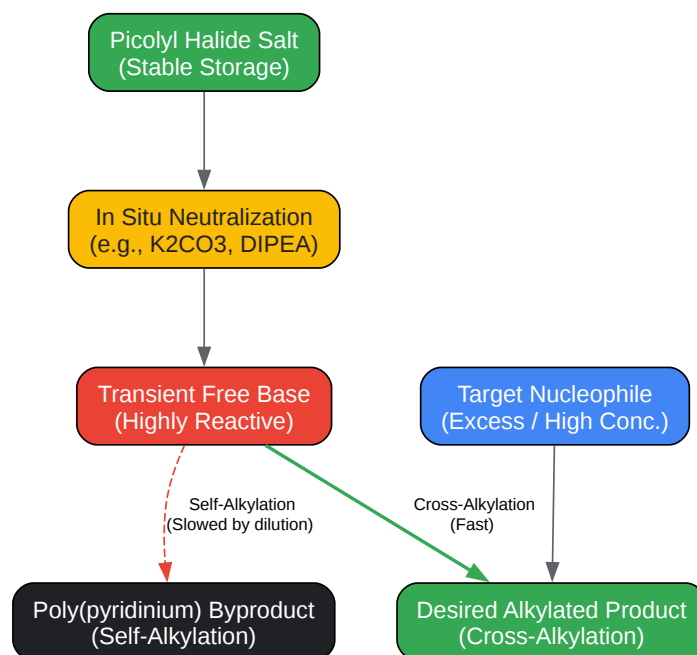 Picolyl Halide Salt
(Stable Storage)
In Situ Neutralization
(e.g., K2CO3, DIPEA)
Transient Free Base
(Highly Reactive)
Target Nucleophile
(Excess / High Conc.)
Self-Alkylation
(Slowed by dilution)
Cross-Alkylation
(Fast)
Poly(pyridinium) Byproduct
(Self-Alkylation)
Desired Alkylated Product
(Cross-Alkylation)